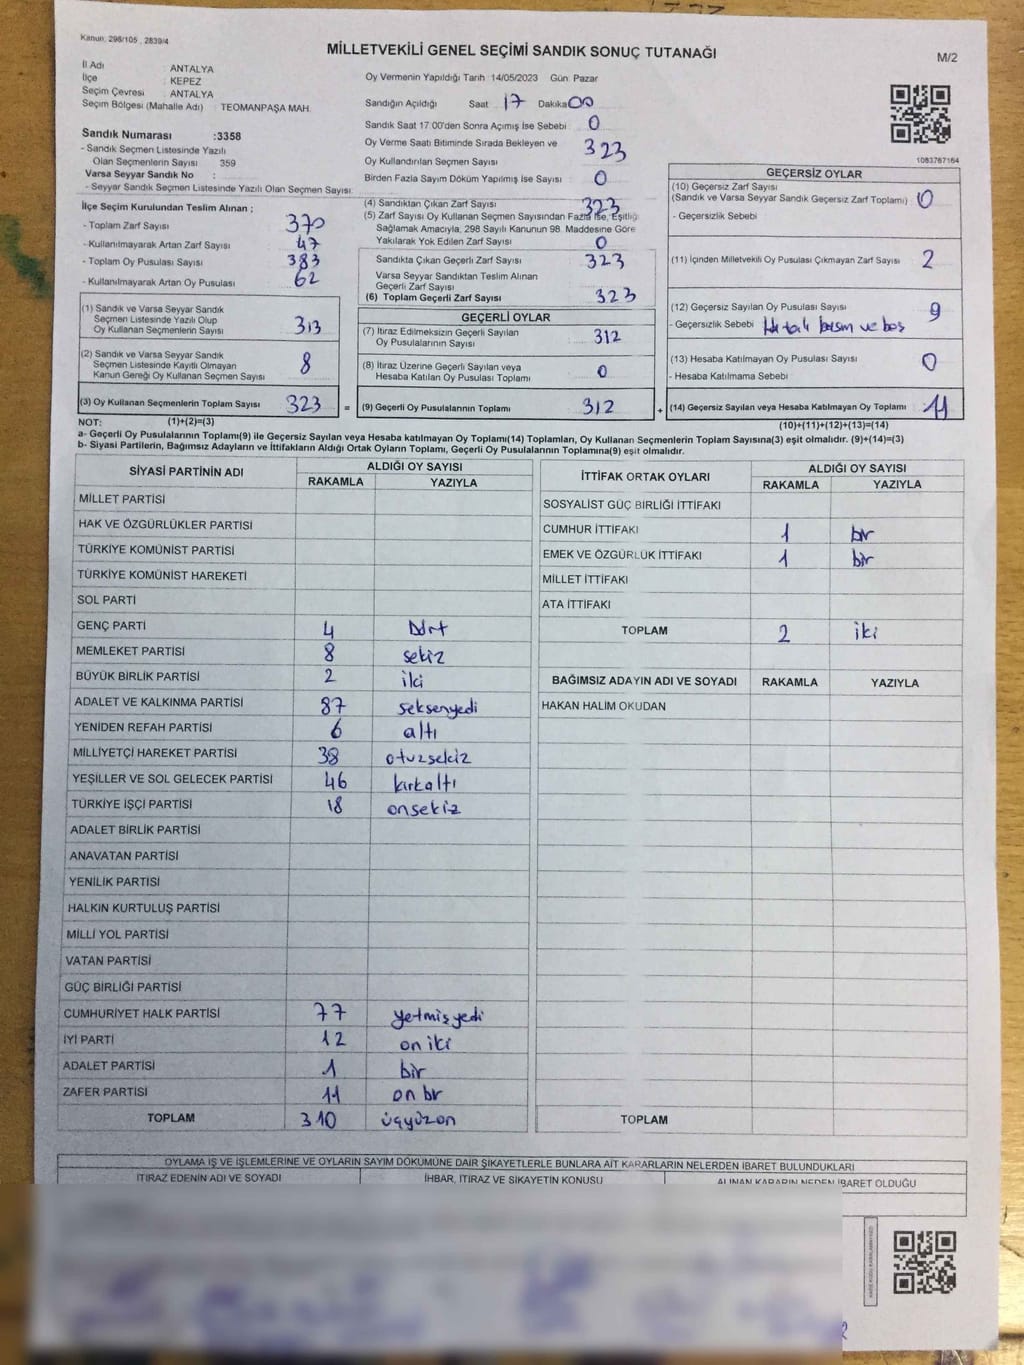 Kanun: 298/105 , 2839/4
MİLLETVEKİLİ GENEL SEÇİMİ SANDIK SONUÇ TUTANAĞI
M/2
İl Adı : ANTALYA
İlçe : KEPEZ
Seçim Çevresi : ANTALYA
Seçim Bölgesi (Mahalle Adı) : TEOMANPAŞA MAH.
Sandık Numarası :3358
- Sandık Seçmen Listesinde Yazılı
Olan Seçmenlerin Sayısı : 359
Varsa Seyyar Sandık No :
- Seyyar Sandık Seçmen Listesinde Yazılı Olan Seçmen Sayısı:
İlçe Seçim Kurulundan Teslim Alınan ;
- Toplam Zarf Sayısı : 370
- Kullanılmayarak Artan Zarf Sayısı : 47
- Toplam Oy Pusulası Sayısı : 383
- Kullanılmayarak Artan Oy Pusulası : 62
(1) Sandık ve Varsa Seyyar Sandık
Seçmen Listesinde Yazılı Olup
Oy Kullanan Seçmenlerin Sayısı : 313
(2) Sandık ve Varsa Seyyar Sandık
Seçmen Listesinde Kayıtlı Olmayan
Kanun Gereği Oy Kullanan Seçmen Sayısı : 8
(3) Oy Kullanan Seçmenlerin Toplam Sayısı : 323
Oy Vermenin Yapıldığı Tarih :14/05/2023 Gün: Pazar
Sandığın Açıldığı Saat : 17 Dakika: 00
Sandık Saat 17:00'den Sonra Açımış İse Sebebi : 0
Oy Verme Saati Bitiminde Sırada Bekleyen ve
Oy Kullandırılan Seçmen Sayısı : 323
Birden Fazla Sayım Döküm Yapılmış İse Sayısı : 0
(4) Sandıktan Çıkan Zarf Sayısı : 323
(5) Zarf Sayısı Oy Kullanan Seçmen Sayısından Fazla İse, Eşitliği
Sağlamak Amacıyla, 298 Sayılı Kanunun 98. Maddesine Göre
Yakılarak Yok Edilen Zarf Sayısı : 0
Sandıkta Çıkan Geçerli Zarf Sayısı : 323
Varsa Seyyar Sandıktan Teslim Alınan
Geçerli Zarf Sayısı :
(6) Toplam Geçerli Zarf Sayısı : 323
GEÇERLİ OYLAR
(7) İtiraz Edilmeksizin Geçerli Sayılan
Oy Pusulalarının Sayısı : 312
(8) İtiraz Üzerine Geçerli Sayılan veya
Hesaba Katılan Oy Pusulası Toplamı : 0
= (9) Geçerli Oy Pusulalarının Toplamı : 312
1083767164
GEÇERSİZ OYLAR
(10) Geçersiz Zarf Sayısı
(Sandık ve Varsa Seyyar Sandık Geçersiz Zarf Toplamı) : 0
- Geçersizlik Sebebi :
(11) İçinden Milletvekili Oy Pusulası Çıkmayan Zarf Sayısı : 2
(12) Geçersiz Sayılan Oy Pusulası Sayısı : 9
- Geçersizlik Sebebi : Hatalı basım ve boş
(13) Hesaba Katılmayan Oy Pusulası Sayısı : 0
- Hesaba Katılmama Sebebi :
+ (14) Geçersiz Sayılan veya Hesaba Katılmayan Oy Toplamı : 11
NOT: (1)+(2)=(3)
(10)+(11)+(12)+(13)=(14)
a- Geçerli Oy Pusulalarının Toplamı(9) ile Geçersiz Sayılan veya Hesaba katılmayan Oy Toplamı(14) Toplamları, Oy Kullanan Seçmenlerin Toplam Sayısına(3) eşit olmalıdır. (9)+(14)=(3)
b- Siyasi Partilerin, Bağımsız Adayların ve İttifakların Aldığı Ortak Oyların Toplamı, Geçerli Oy Pusulalarının Toplamına(9) eşit olmalıdır.
SİYASİ PARTİNİN ADI ALDIĞI OY SAYISI
RAKAMLA YAZIYLA
MİLLET PARTİSİ
HAK VE ÖZGÜRLÜKLER PARTİSİ
TÜRKİYE KOMÜNİST PARTİSİ
TÜRKİYE KOMÜNİST HAREKETİ
SOL PARTİ
GENÇ PARTİ 4 Dört
MEMLEKET PARTİSİ 8 sekiz
BÜYÜK BİRLİK PARTİSİ 2 iki
ADALET VE KALKINMA PARTİSİ 87 seksenyedi
YENİDEN REFAH PARTİSİ 6 altı
MİLLİYETÇİ HAREKET PARTİSİ 38 otuzsekiz
YEŞİLLER VE SOL GELECEK PARTİSİ 46 kırkaltı
TÜRKİYE İŞÇİ PARTİSİ 18 onsekiz
ADALET BİRLİK PARTİSİ
ANAVATAN PARTİSİ
YENİLİK PARTİSİ
HALKIN KURTULUŞ PARTİSİ
MİLLİ YOL PARTİSİ
VATAN PARTİSİ
GÜÇ BİRLİĞİ PARTİSİ
CUMHURİYET HALK PARTİSİ 77 yetmişyedi
İYİ PARTİ 12 on iki
ADALET PARTİSİ 1 bir
ZAFER PARTİSİ 11 on bir
TOPLAM 310 üçyüzon
İTTİFAK ORTAK OYLARI ALDIĞI OY SAYISI
RAKAMLA YAZIYLA
SOSYALİST GÜÇ BİRLİĞİ İTTİFAKI
CUMHUR İTTİFAKI 1 bir
EMEK VE ÖZGÜRLÜK İTTİFAKI 1 bir
MİLLET İTTİFAKI
ATA İTTİFAKI
TOPLAM 2 iki
BAĞIMSIZ ADAYIN ADI VE SOYADI RAKAMLA YAZIYLA
HAKAN HALİM OKUDAN
TOPLAM
OYLAMA İŞ VE İŞLEMLERİNE VE OYLARIN SAYIM DÖKÜMÜNE DAİR ŞİKAYETLERLE BUNLARA AİT KARARLARIN NELERDEN İBARET BULUNDUKLARI
İTİRAZ EDENİN ADI VE SOYADI İHBAR, İTİRAZ VE ŞİKAYETİN KONUSU ALINAN KARARIN NEDEN İBARET OLDUĞU